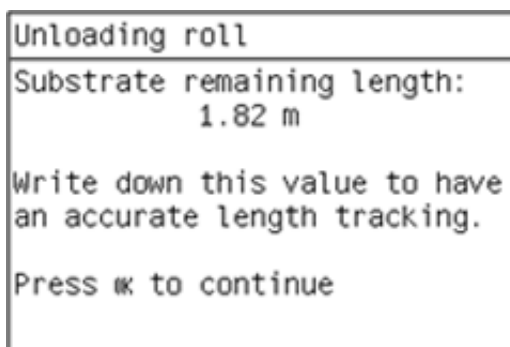 Unloading roll
Substrate remaining length:
1.82 m
Write down this value to have
an accurate length tracking.
Press OK to continue